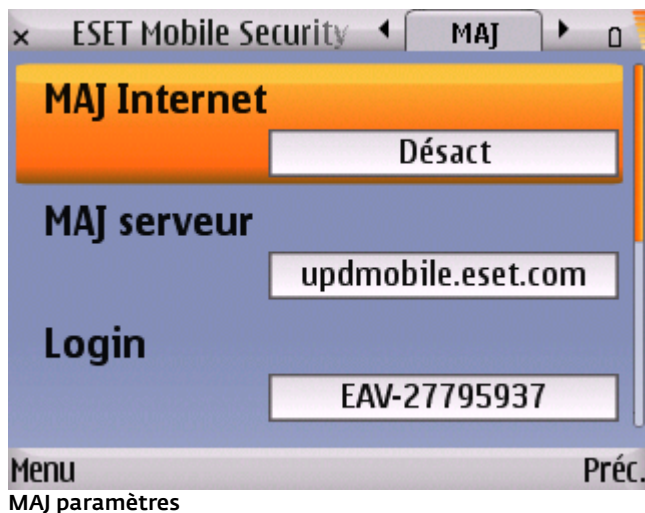 × ESET Mobile Security MAJ
MAJ Internet
Désact
MAJ serveur
updmobile.eset.com
Login
EAV-27795937
Menu Préc.
MAJ paramètres